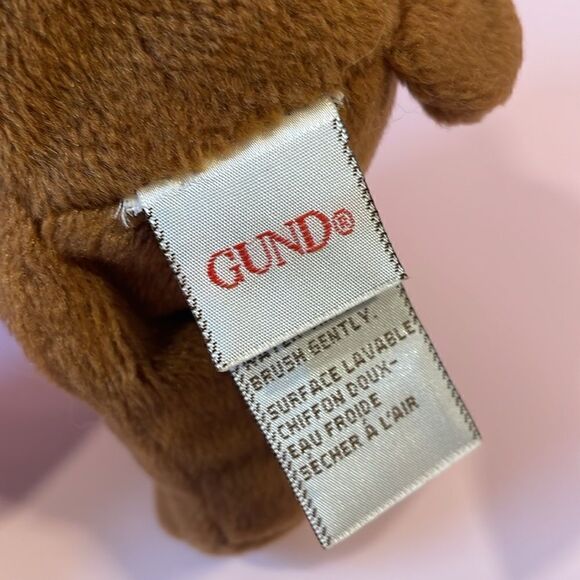 GUND®
BRUSH GENTLY.
SURFACE LAVABLE
CHIFFON DOUX-
EAU FROIDE
SECHER À L'AIR